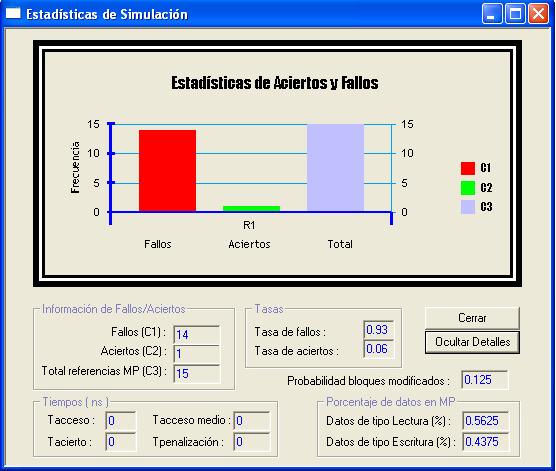 Estadísticas de Simulación
Estadísticas de Aciertos y Fallos
Frecuencia
15
10
5
0
15
10
5
0
R1
Fallos Aciertos Total
C1
C2
C3
Información de Fallos/Aciertos
Fallos (C1) : 14
Aciertos (C2) : 1
Total referencias MP (C3) : 15
Tasas
Tasa de fallos : 0.93
Tasa de aciertos : 0.06
Cerrar
Ocultar Detalles
Probabilidad bloques modificados : 0.125
Tiempos ( ns )
Tacceso : 0 Tacceso medio : 0
Tacierto : 0 Tpenalización : 0
Porcentaje de datos en MP
Datos de tipo Lectura (%) : 0.5625
Datos de tipo Escritura (%) : 0.4375